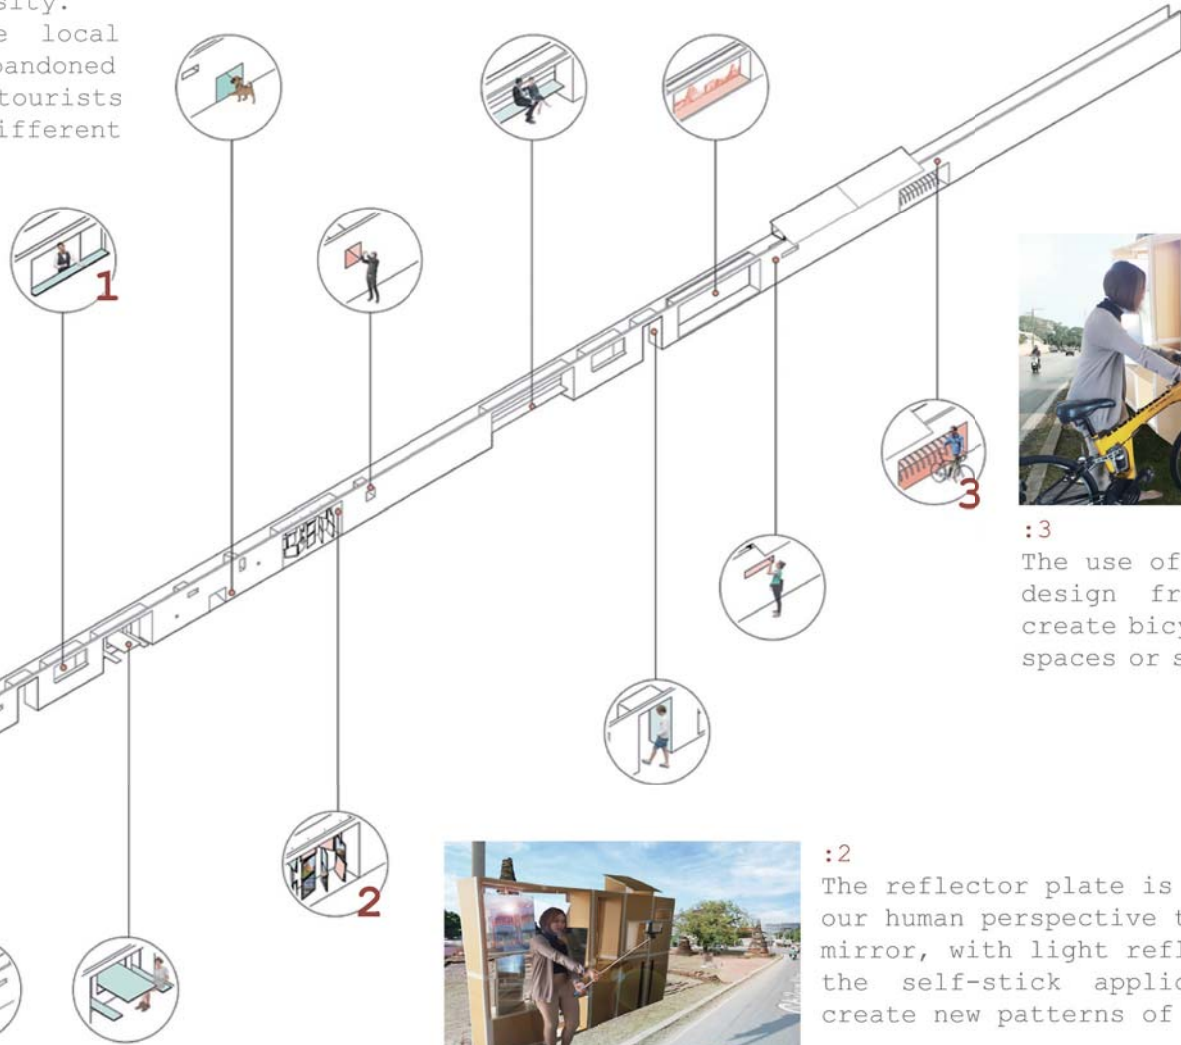 sity.
local
bandoned
tourists
ifferent
1
3
:3
The use of
design fr
create bicy
spaces or s
2
:2
The reflector plate is
our human perspective t
mirror, with light refl
the self-stick applic
create new patterns of